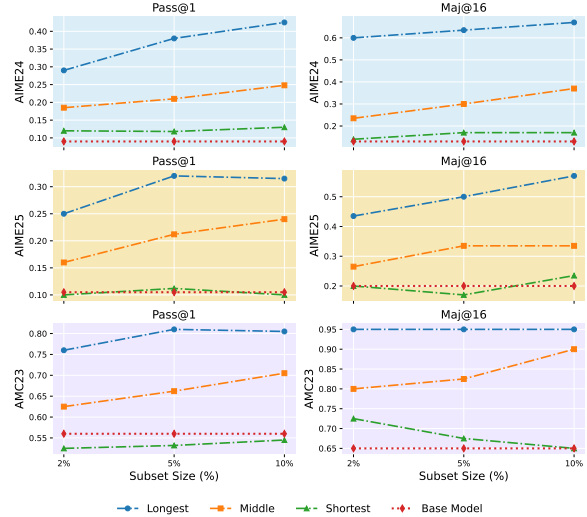 Pass@1
Maj@16
AIME24
0.40
0.35
0.30
0.25
0.20
0.15
0.10
AIME24
0.6
0.5
0.4
0.3
0.2
Pass@1
Maj@16
AIME25
0.30
0.25
0.20
0.15
0.10
AIME25
0.5
0.4
0.3
0.2
Pass@1
Maj@16
AMC23
0.80
0.75
0.70
0.65
0.60
0.55
AMC23
0.95
0.90
0.85
0.80
0.75
0.70
0.65
2% 5% 10%
2% 5% 10%
Subset Size (%)
Subset Size (%)
Longest Middle Shortest Base Model